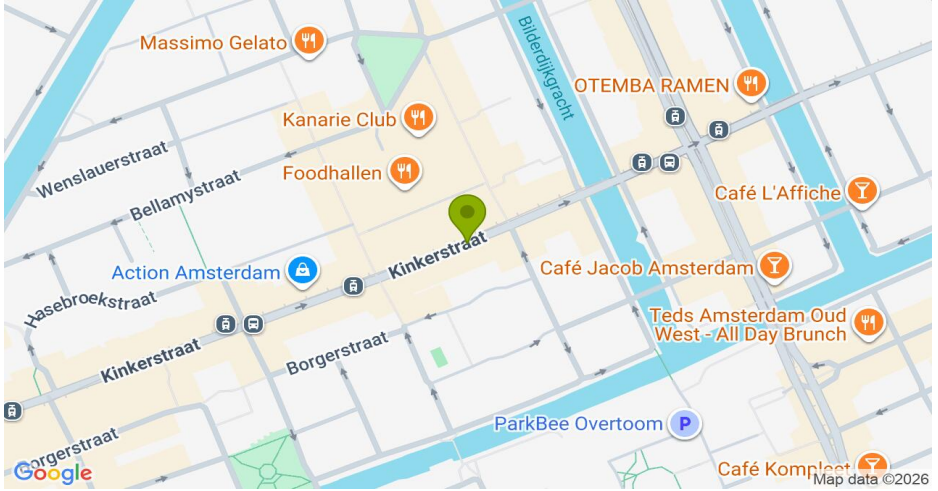 Massimo Gelato
Bilderdijkgracht
OTEMBA RAMEN
Kanarie Club
Wenslauerstraat
Foodhallen
Bellamystraat
Café L'Affiche
Kinkerstraat
Action Amsterdam
Café Jacob Amsterdam
Hasebroekstraat
Teds Amsterdam Oud
West - All Day Brunch
Borgerstraat
Kinkerstraat
P
ParkBee Overtoom
orgerstraat
Google
Café Kompleet
Map data ©2026